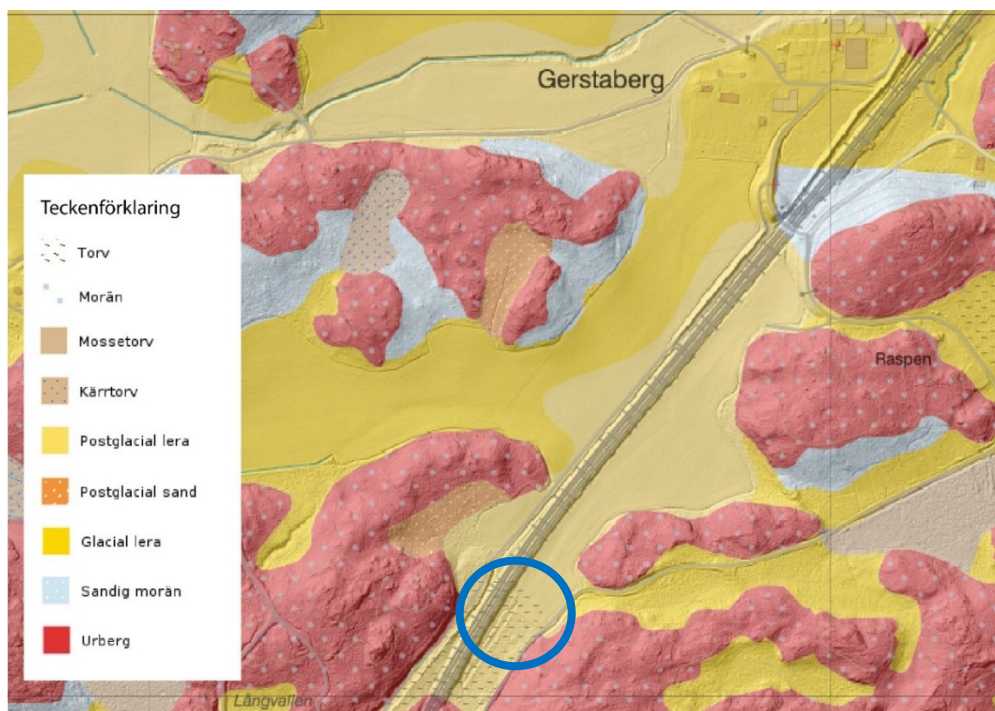 Gerstaberg
Teckenförklaring
Torv
Morän
Mossetorv
Kärrtorv
Postglacial lera
Postglacial sand
Glacial lera
Sandig morän
Urberg
Raspen
Långvallen